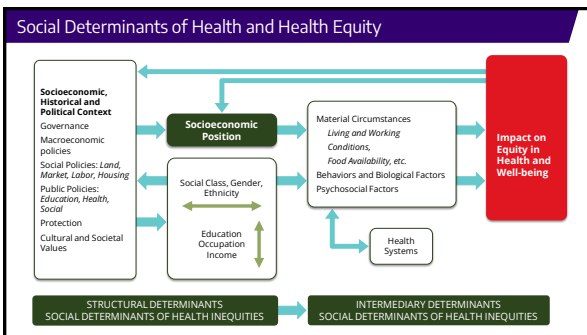 Social Determinants of Health and Health Equity
Socioeconomic,
Historical and
Political Context
Governance
Macroeconomic
policies
Social Policies: Land,
Market, Labor, Housing
Public Policies:
Education, Health,
Social
Protection
Cultural and Societal
Values
Socioeconomic
Position
Social Class, Gender,
Ethnicity
Education
Occupation
Income
Material Circumstances
Living and Working
Conditions,
Food Availability, etc.
Behaviors and Biological Factors
Psychosocial Factors
Health
Systems
Impact on
Equity in
Health and
Well-being
STRUCTURAL DETERMINANTS
SOCIAL DETERMINANTS OF HEALTH INEQUITIES
INTERMEDIARY DETERMINANTS
SOCIAL DETERMINANTS OF HEALTH INEQUITIES